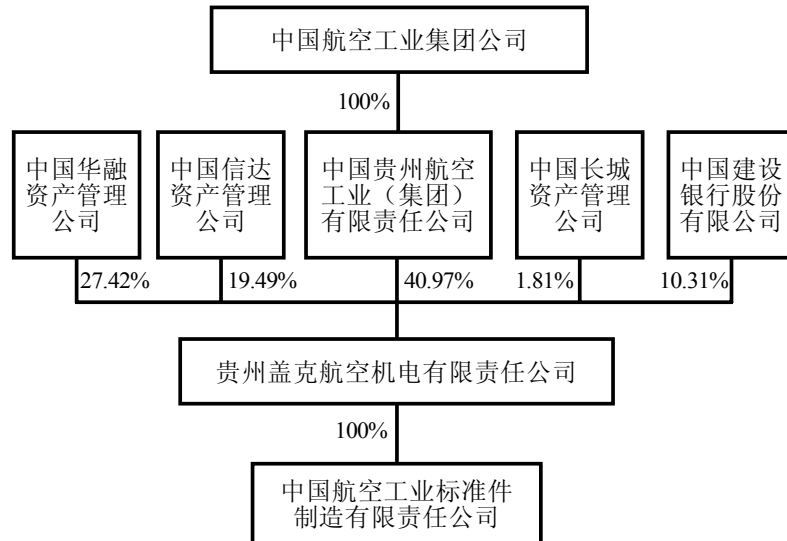 中国航空工业集团公司
100%
中国华融
资产管理
公司
中国信达
资产管理
公司
中国贵州航空
工业（集团）
有限责任公司
中国长城
资产管理
公司
中国建设
银行股份
有限公司
27.42%
19.49%
40.97%
1.81%
10.31%
贵州盖克航空机电有限责任公司
100%
中国航空工业标准件
制造有限责任公司